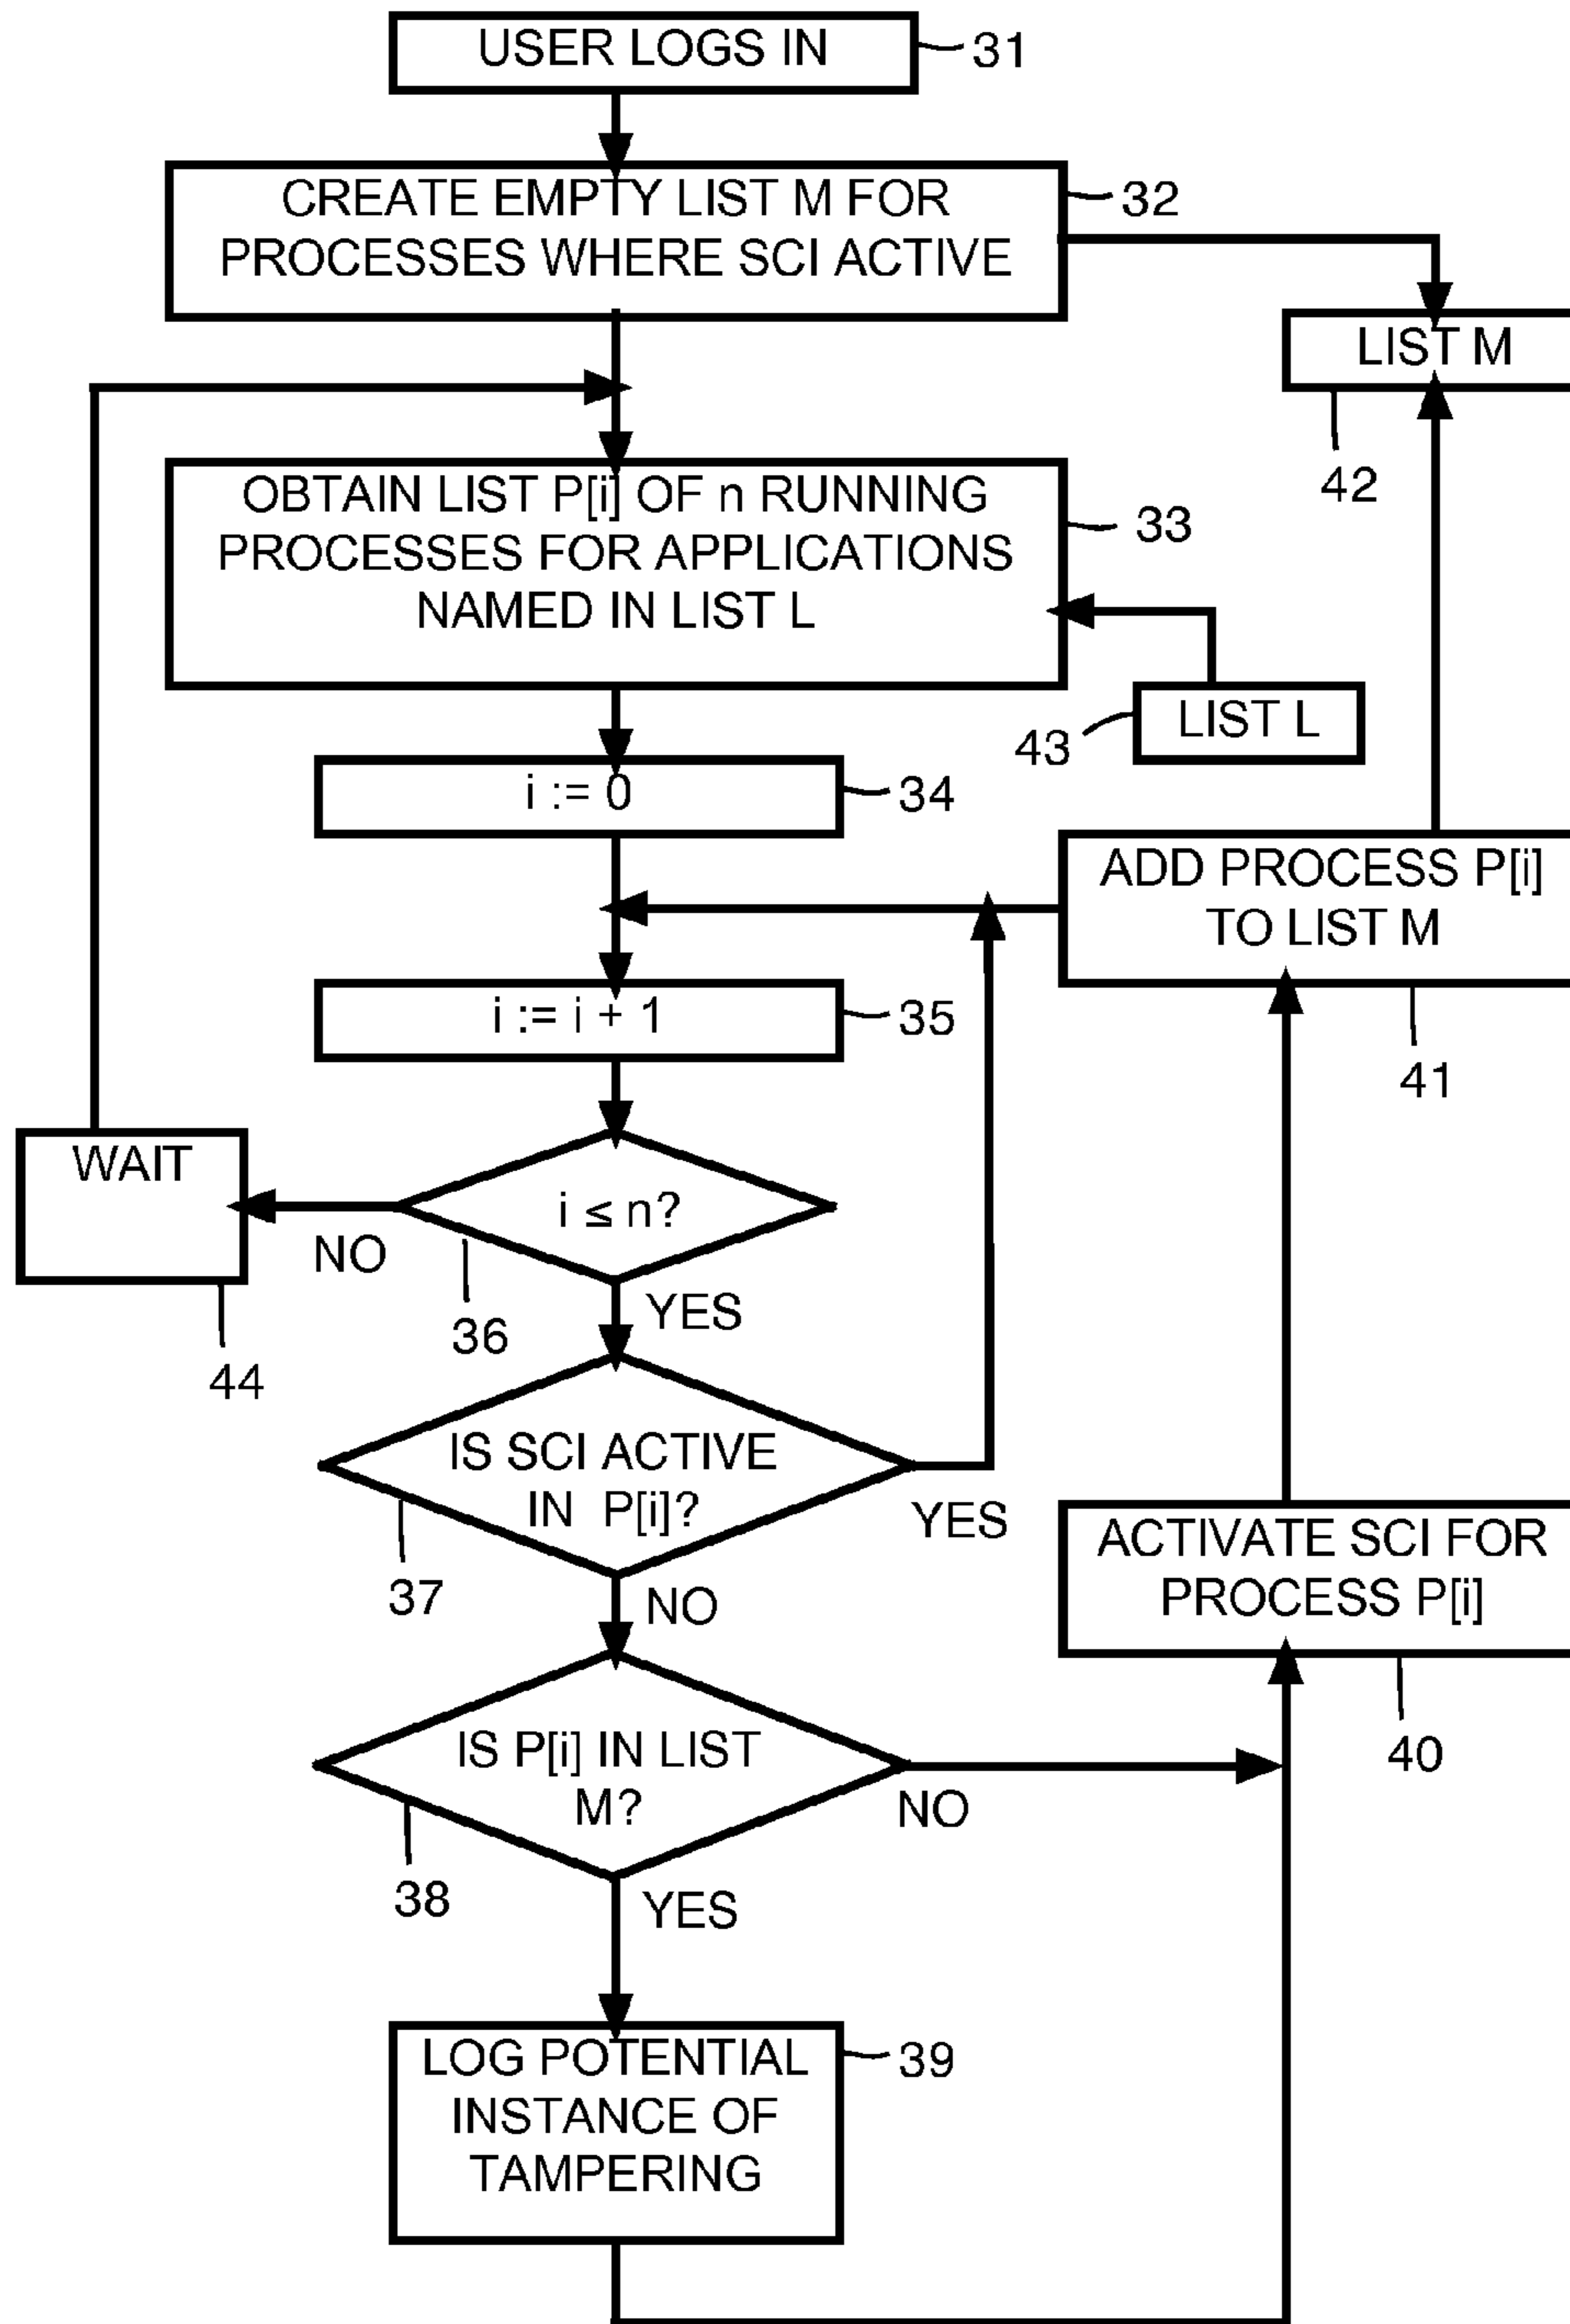 USER LOGS IN
31
CREATE EMPTY LIST M FOR
PROCESSES WHERE SCI ACTIVE
32
LIST M
42
OBTAIN LIST P[i] OF n RUNNING
PROCESSES FOR APPLICATIONS
NAMED IN LIST L
33
LIST L
43
i := 0
34
ADD PROCESS P[i]
TO LIST M
41
i := i + 1
35
WAIT
44
i ≤ n?
NO
36
YES
IS SCI ACTIVE
IN P[i]?
YES
37
NO
ACTIVATE SCI FOR
PROCESS P[i]
40
IS P[i] IN LIST
M?
NO
38
YES
LOG POTENTIAL
INSTANCE OF
TAMPERING
39